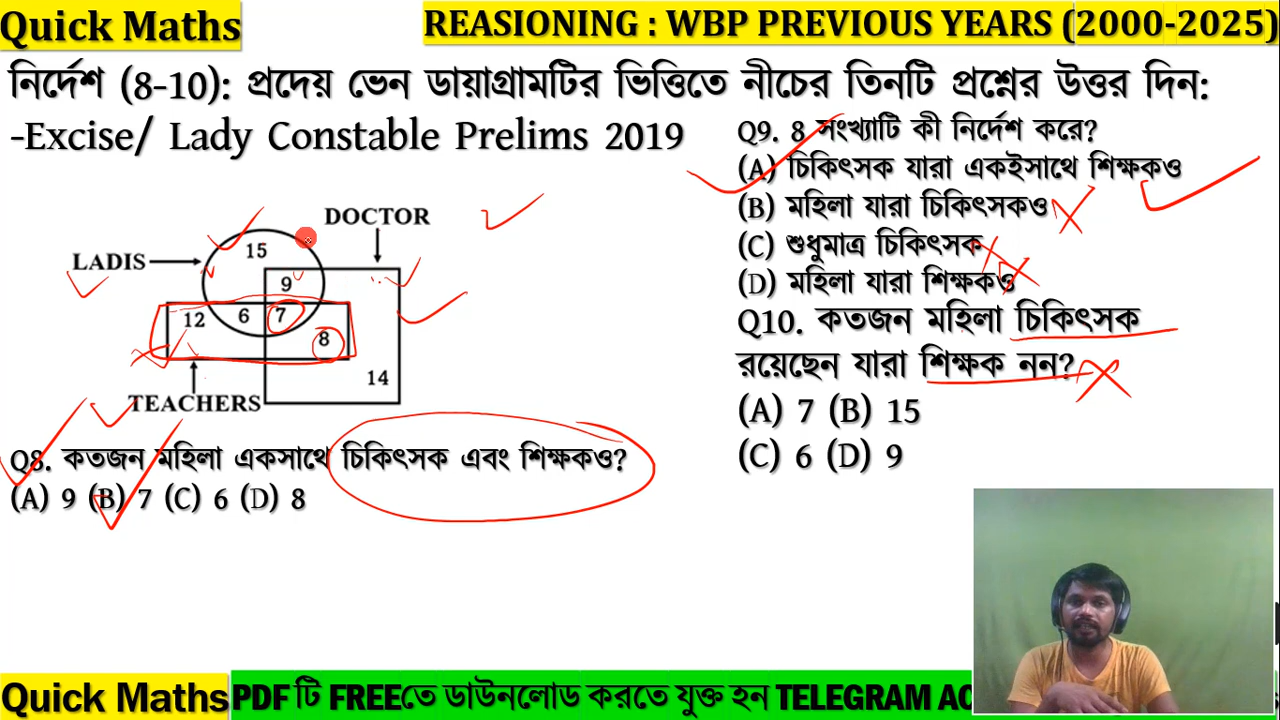 Quick Maths
REASONING : WBP PREVIOUS YEARS (2000-2025)
নির্দেশ (8-10): প্রদেয় ভেন ডায়াগ্রামটির ভিত্তিতে নীচের তিনটি প্রশ্নের উত্তর দিন:
-Excise/ Lady Constable Prelims 2019
DOCTOR
LADIS
15
9
12 6 7
8
14
TEACHERS
Q8. কতজন মহিলা একসাথে চিকিৎসক এবং শিক্ষকও?
(A) 9 (B) 7 (C) 6 (D) 8
Q9. 8 সংখ্যাটি কী নির্দেশ করে?
(A) চিকিৎসক যারা একইসাথে শিক্ষকও
(B) মহিলা যারা চিকিৎসকও
(C) শুধুমাত্র চিকিৎসক
(D) মহিলা যারা শিক্ষকও
Q10. কতজন মহিলা চিকিৎসক
রয়েছেন যারা শিক্ষক নন?
(A) 7 (B) 15
(C) 6 (D) 9
Quick Maths
PDF টি FREEতে ডাউনলোড করতে যুক্ত হন TELEGRAM